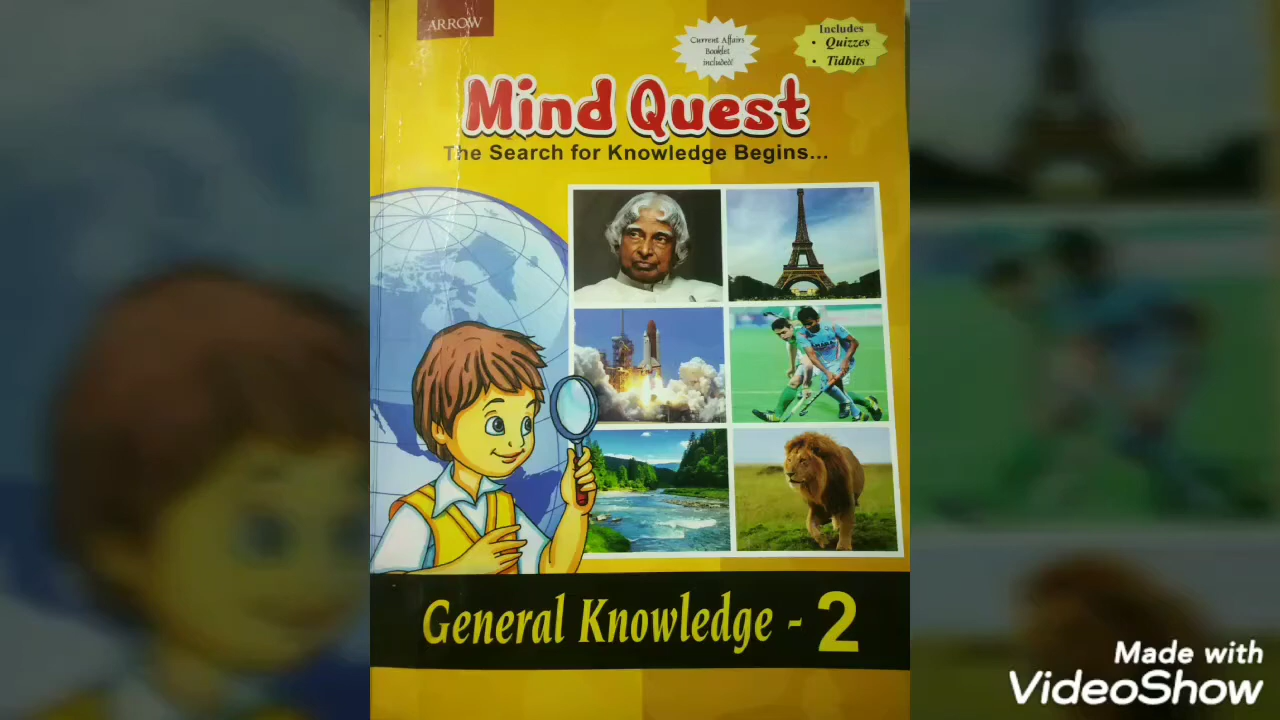 ARROW
Current Affairs
Booklet
included!
Includes
• Quizzes
• Tidbits
Mind Quest
The Search for Knowledge Begins...
General Knowledge - 2
Made with
VideoShow